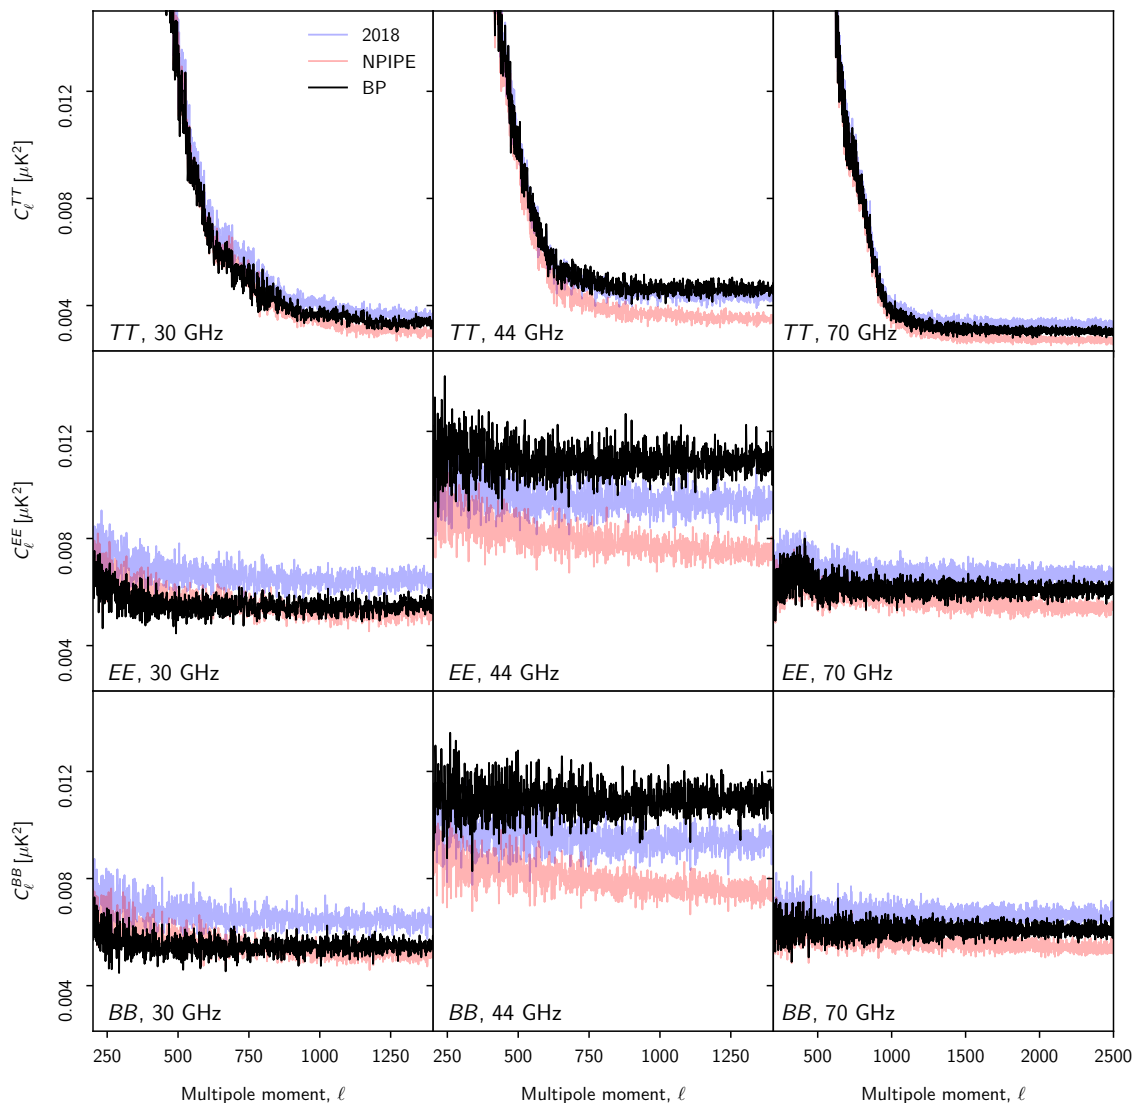 2018
NPIPE
BP
0.012
0.008
0.004
C_ℓ^{TT} [μK²]
TT, 30 GHz
TT, 44 GHz
TT, 70 GHz
0.012
0.008
0.004
C_ℓ^{EE} [μK²]
EE, 30 GHz
EE, 44 GHz
EE, 70 GHz
0.012
0.008
0.004
C_ℓ^{BB} [μK²]
BB, 30 GHz
BB, 44 GHz
BB, 70 GHz
250 500 750 1000 1250
250 500 750 1000 1250
500 1000 1500 2000 2500
Multipole moment, ℓ
Multipole moment, ℓ
Multipole moment, ℓ